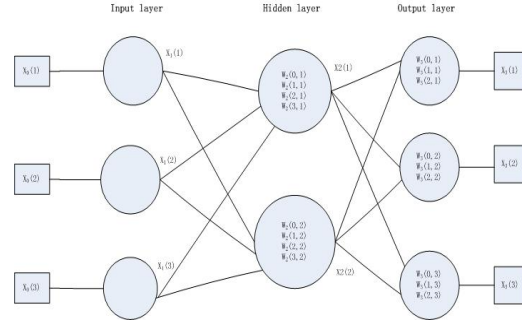 Input layer
Hidden layer
Output layer
X₀(1)
X₁(1)
W₂(0,1)
W₂(1,1)
W₂(2,1)
W₂(3,1)
X2(1)
W₃(0,1)
W₃(1,1)
W₃(2,1)
X₃(1)
X₀(2)
X₁(2)
W₃(0,2)
W₃(1,2)
W₃(2,2)
X₃(2)
W₂(0,2)
W₂(1,2)
W₂(2,2)
W₂(3,2)
X₀(3)
X₁(3)
X2(2)
W₃(0,3)
W₃(1,3)
W₃(2,3)
X₃(3)